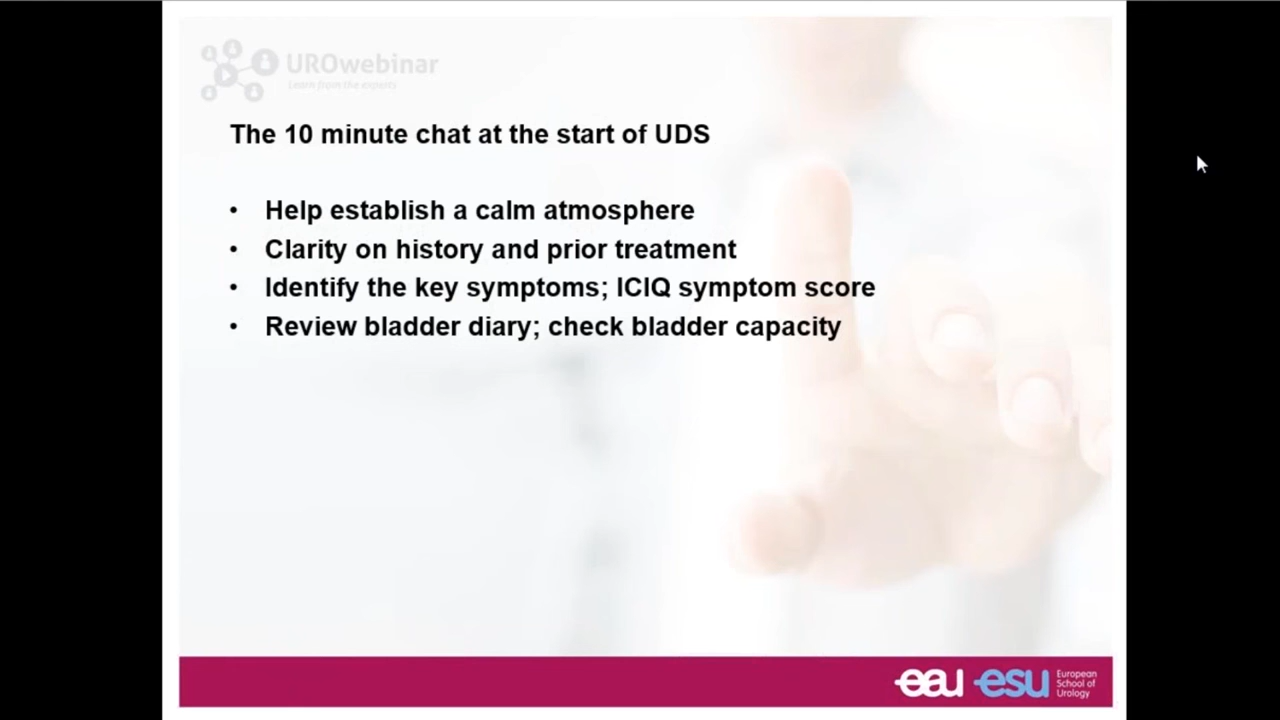 UROwebinar
Learn from the experts
The 10 minute chat at the start of UDS
• Help establish a calm atmosphere
• Clarity on history and prior treatment
• Identify the key symptoms; ICIQ symptom score
• Review bladder diary; check bladder capacity
eau esu European
School of
Urology